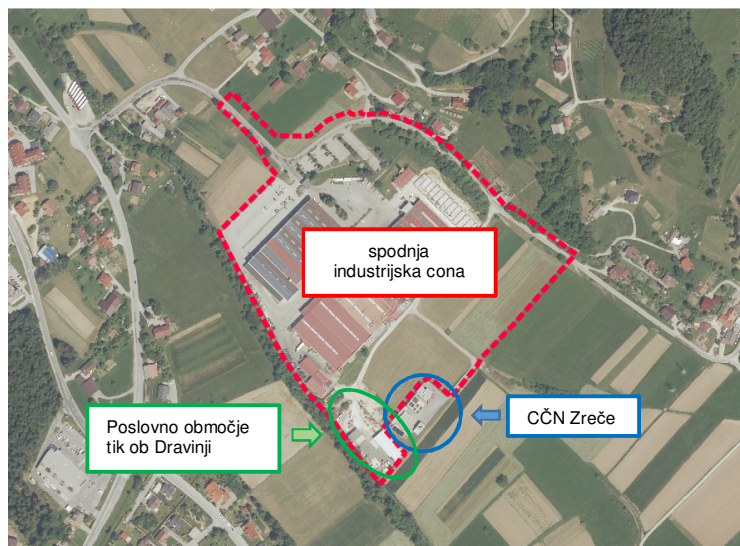 spodnja
industrijska cona
Poslovno območje
tik ob Dravinji
CČN Zreče